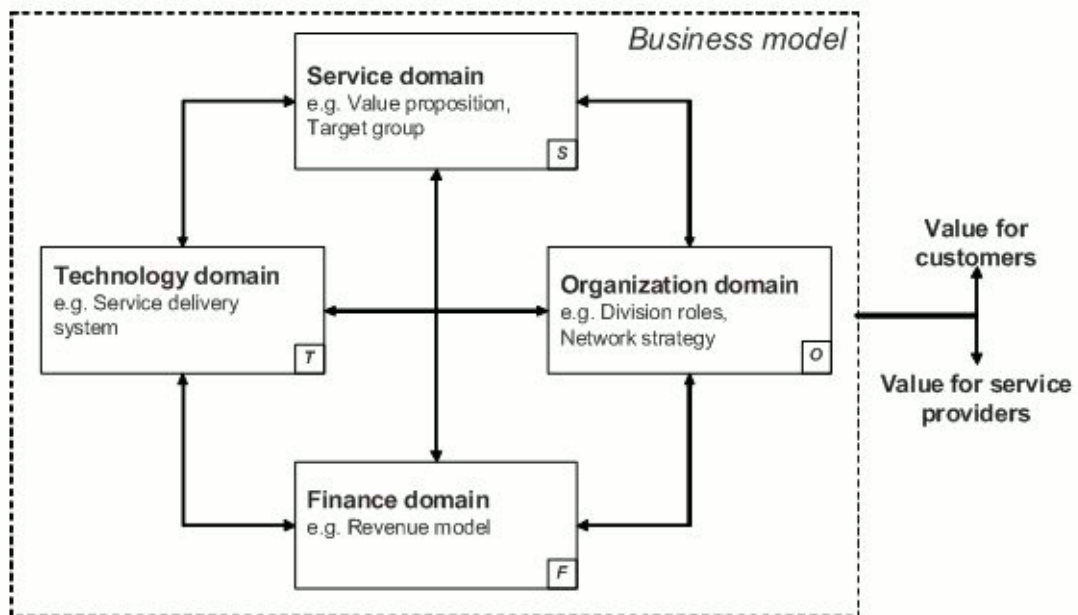 Business model
Service domain
e.g. Value proposition,
Target group
S
Technology domain
e.g. Service delivery
system
T
Organization domain
e.g. Division roles,
Network strategy
O
Value for
customers
Value for service
providers
Finance domain
e.g. Revenue model
F